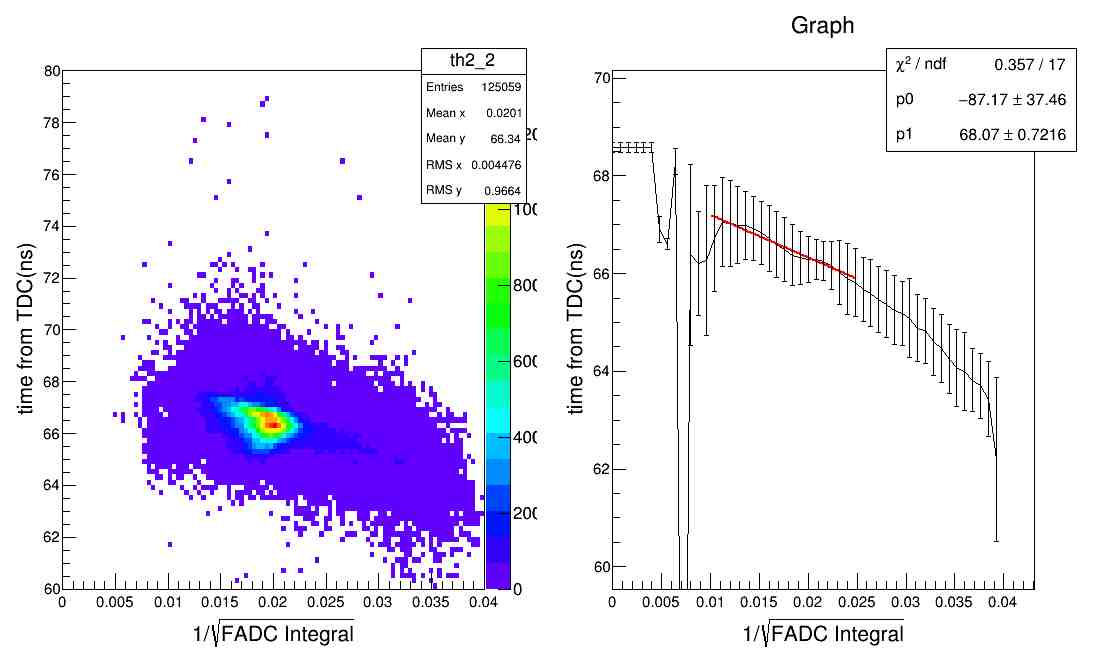 th2_2
Entries 125059
Mean x 0.0201
Mean y 66.34
RMS x 0.004476
RMS y 0.9664
80
78
76
74
72
70
68
66
64
62
60
0 0.005 0.01 0.015 0.02 0.025 0.03 0.035 0.04
time from TDC(ns)
1/√FADC Integral
800
600
400
200
0
Graph
χ² / ndf 0.357 / 17
p0 −87.17 ± 37.46
p1 68.07 ± 0.7216
70
68
66
64
62
60
0 0.005 0.01 0.015 0.02 0.025 0.03 0.035 0.04
time from TDC(ns)
1/√FADC Integral